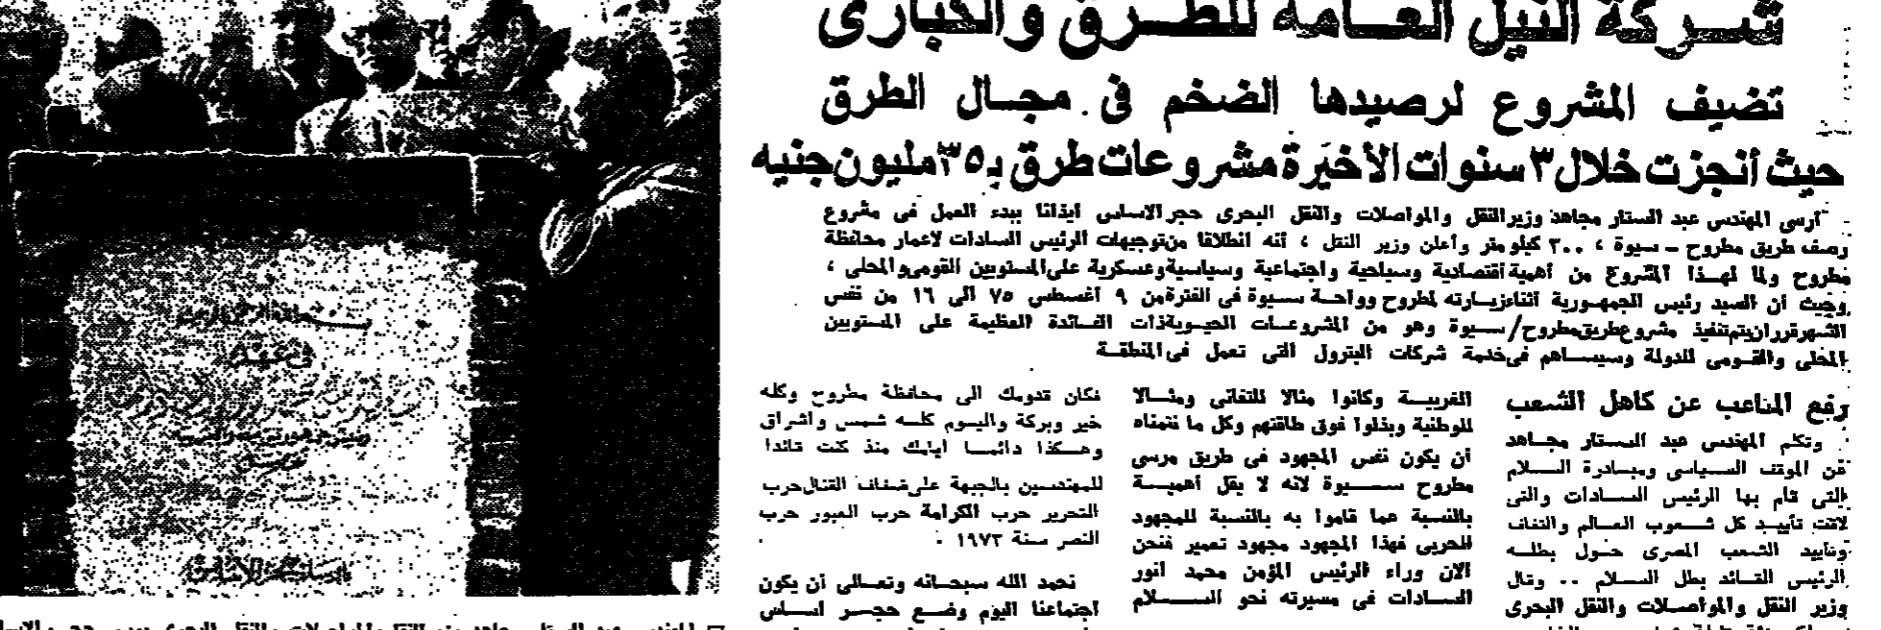 شركة النيل العامة للطرق والكبارى
تضيف المشروع لرصيدها الضخم فى مجال الطرق
حيث أنجزت خلال ٣ سنوات الأخيرة مشروعات طرق بـ ٣٥ مليون جنيه
أرسى المهندس عبد الستار مجاهد وزير النقل والمواصلات والنقل البحرى حجر الاساس ايذانا ببدء العمل فى مشروع
رصف طريق مطروح – سيوة ، ٣٠٠ كيلو متر وأعلن وزير النقل ، أنه انطلاقا من توجيهات الرئيس السادات لاعمار محافظة
مطروح ولما لهذا المشروع من أهمية اقتصادية وسياحية واجتماعية وسياسية وعسكرية على المستويين القومى والمحلى ،
وحيث أن السيد رئيس الجمهورية أثناء زيارته لمطروح وواحة سيوة فى الفترة من ٩ أغسطس ٧٥ الى ١٦ من نفس
الشهر قرر ان يتم تنفيذ مشروع طريق مطروح/سيوة وهو من المشروعات الحيوية ذات الفائدة العظيمة على المستويين
المحلى والقومى للدولة وسيساهم فى خدمة شركات البترول التى تعمل فى المنطقة
رفع المتاعب عن كاهل الشعب
وتكلم المهندس عبد الستار مجاهد
عن الموقف السياسى ومبادرة السلام
التى قام بها الرئيس السادات والتى
لاقت تأييد كل شعوب العالم والتفاف
وتأييد الشعب المصرى حول بطله
الرئيس القائد بطل السلام .. وقال
وزير النقل والمواصلات والنقل البحرى
الغربية وكانوا مثالا للتفانى ومثالا
للوطنية وبذلوا فوق طاقتهم وكل ما نتمناه
أن يكون نفس المجهود فى طريق مرسى
مطروح سيوة لانه لا يقل أهمية
بالنسبة عما قاموا به بالنسبة للمجهود
الحربى فهذا المجهود مجهود تعمير فنحن
الان وراء الرئيس المؤمن محمد انور
السادات فى مسيرته نحو السلام
فكان قدومك الى محافظة مطروح وكله
خير وبركة واليوم كله شمس واشراق
وهكذا دائما ايامك منذ كنت قائدا
للمهندسين بالجبهة على ضفاف القنال حرب
التحرير حرب الكرامة حرب العبور حرب
النصر سنة ١٩٧٣ .
نحمد الله سبحانه وتعالى أن يكون
اجتماعنا اليوم وضع حجر اساس